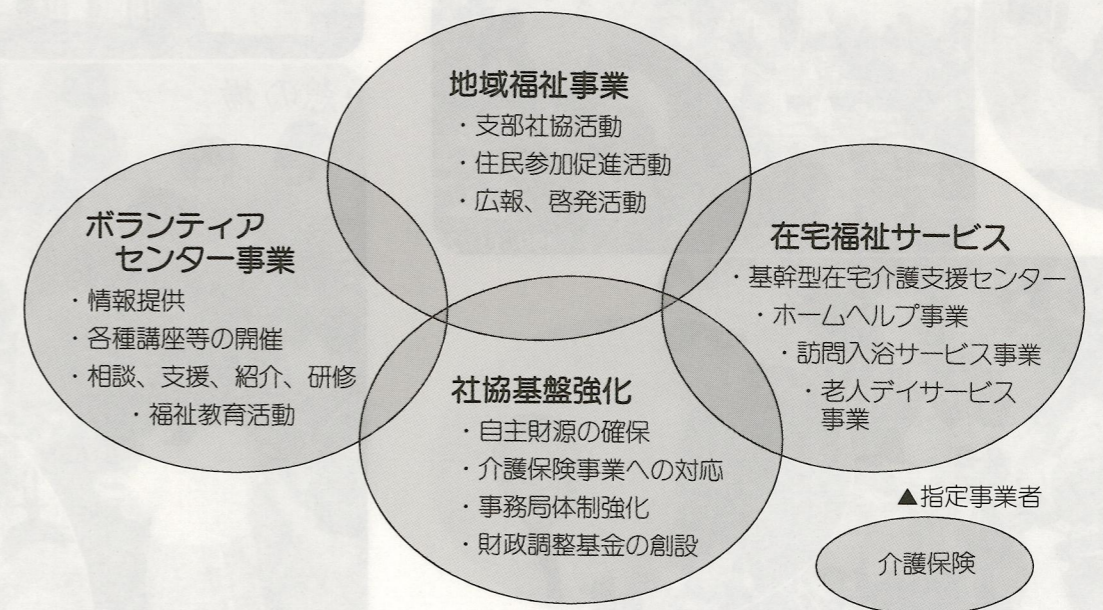 地域福祉事業
・支部社協活動
・住民参加促進活動
・広報、啓発活動
ボランティア
センター事業
・情報提供
・各種講座等の開催
・相談、支援、紹介、研修
・福祉教育活動
在宅福祉サービス
・基幹型在宅介護支援センター
・ホームヘルプ事業
・訪問入浴サービス事業
・老人デイサービス
事業
社協基盤強化
・自主財源の確保
・介護保険事業への対応
・事務局体制強化
・財政調整基金の創設
▲指定事業者
介護保険